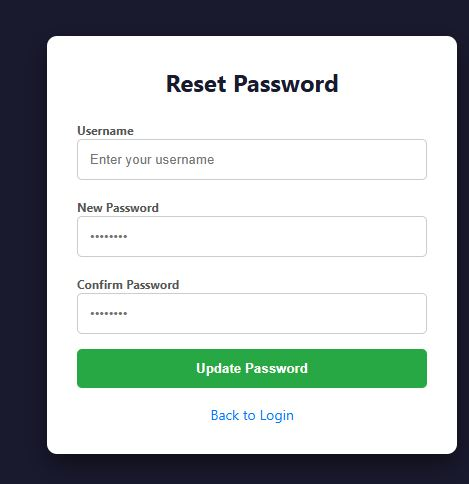 Reset Password
Username
Enter your username
New Password
••••••••
Confirm Password
••••••••
Update Password
Back to Login